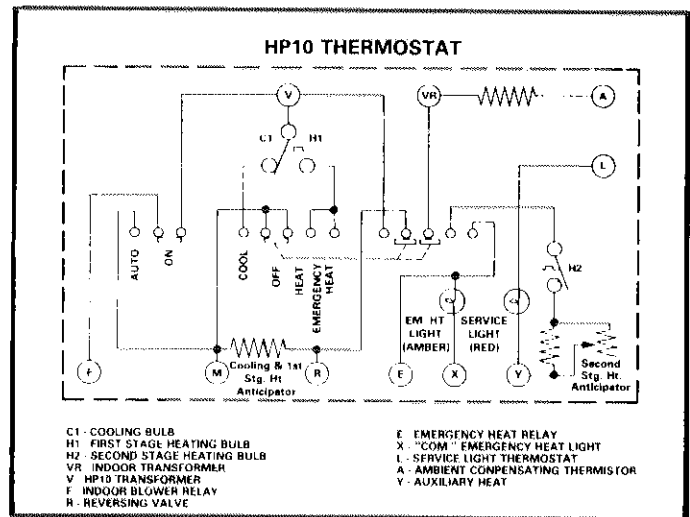 HP10 THERMOSTAT
V
VR
A
C1
H1
L
AUTO
ON
COOL
OFF
HEAT
EMERGENCY HEAT
H2
EM HT LIGHT (AMBER)
SERVICE LIGHT (RED)
F
M
Cooling & 1st Stg. Ht Anticipator
R
E
X
Y
Second Stg. Ht. Anticipator
C1 - COOLING BULB
H1 FIRST STAGE HEATING BULB
H2 - SECOND STAGE HEATING BULB
VR INDOOR TRANSFORMER
V HP10 TRANSFORMER
F INDOOR BLOWER RELAY
R - REVERSING VALVE
E EMERGENCY HEAT RELAY
X - "COM" EMERGENCY HEAT LIGHT
L - SERVICE LIGHT THERMOSTAT
A - AMBIENT CONPENSATING THERMISTOR
Y - AUXILIARY HEAT